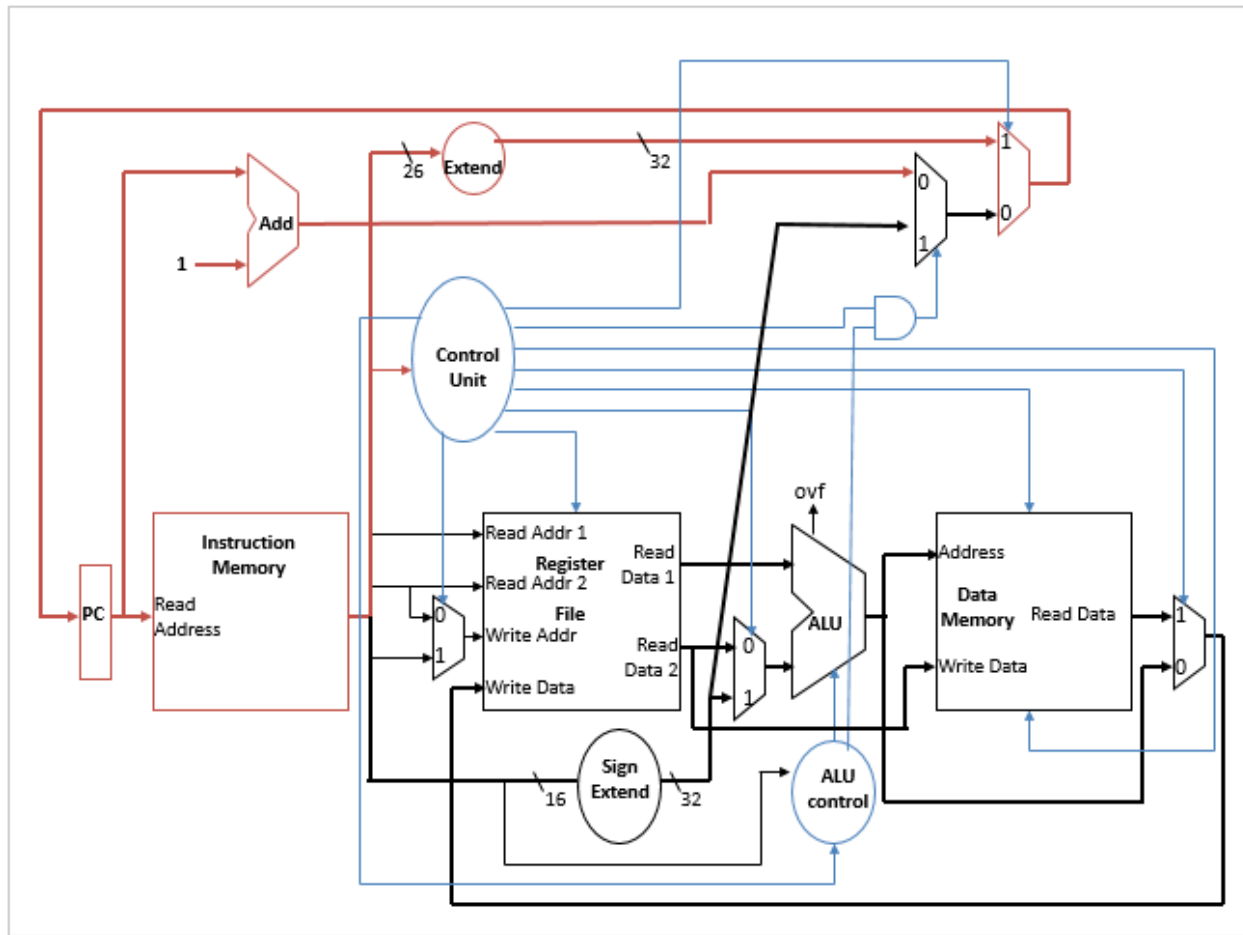 26
Extend
32
1
0
0
Add
1
1
Control
Unit
ovf
Instruction
Memory
Read Addr 1
Register
Read
Data 1
Address
PC
Read
Address
Read Addr 2
File
Data
Memory
Read Data
0
1
Write Addr
Read
Data 2
0
1
ALU
1
0
Write Data
Write Data
16
Sign
Extend
32
ALU
control